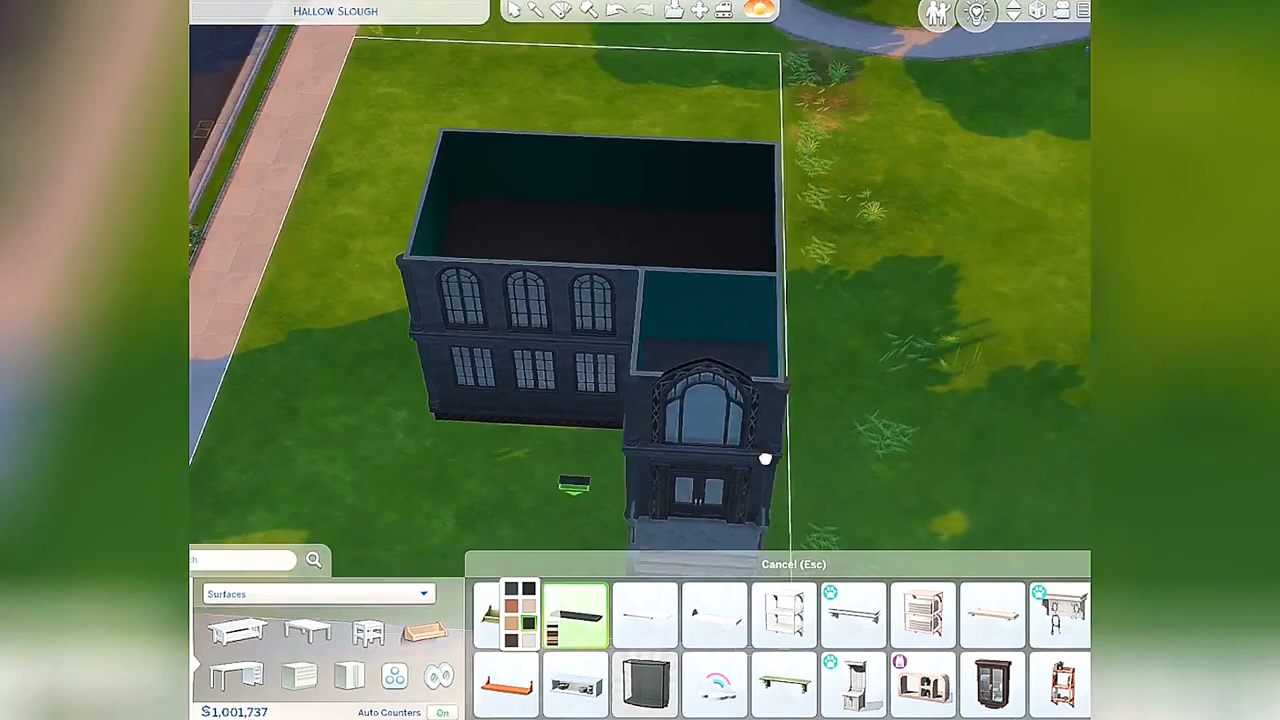 HALLOW SLOUGH
Cancel (Esc)
Surfaces
§1,001,737
Auto Counters
On